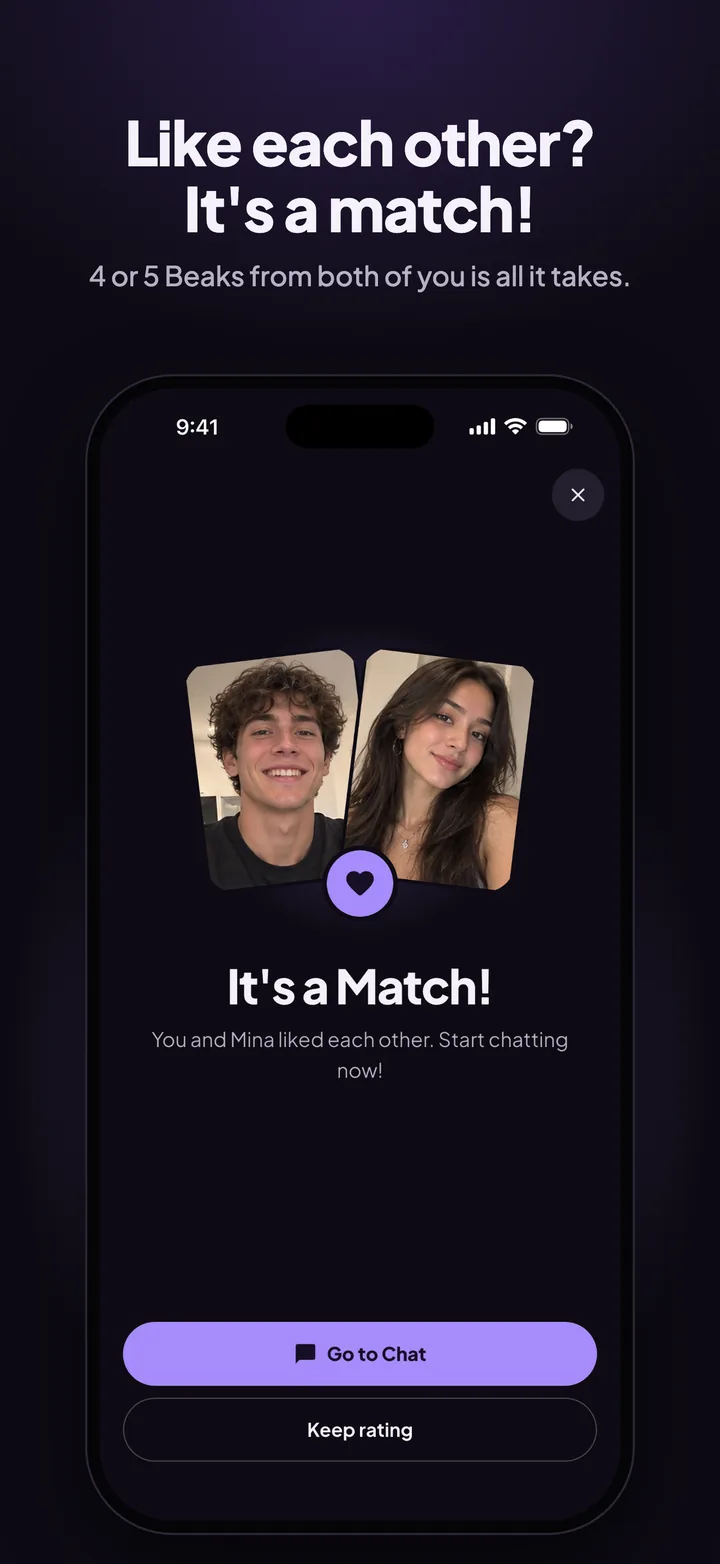 Like each other?
It's a match!
4 or 5 Beaks from both of you is all it takes.
9:41
It's a Match!
You and Mina liked each other. Start chatting
now!
Go to Chat
Keep rating